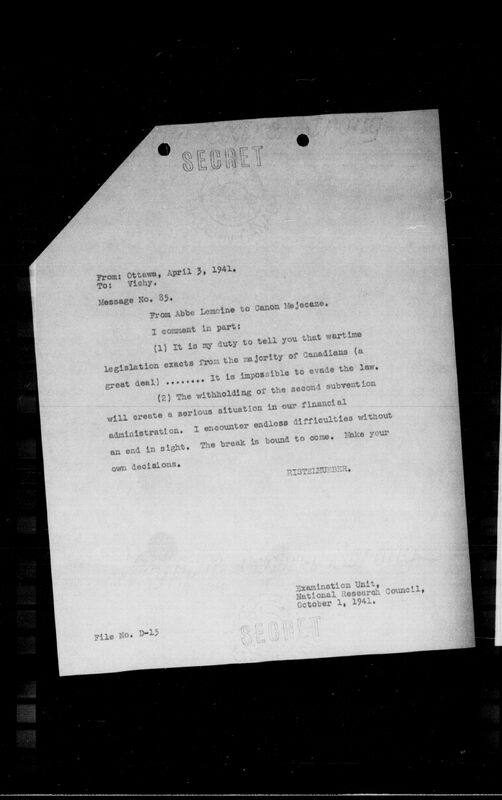 SECRET
From: Ottawa, April 3, 1941.
To: Vichy.
Message No. 85.
From Abbe Lemoine to Canon Mejecaze.
I comment in part:
(1) It is my duty to tell you that wartime
legislation exacts from the majority of Canadians (a
great deal) ........ It is impossible to evade the law.
(2) The withholding of the second subvention
will create a serious situation in our financial
administration. I encounter endless difficulties without
an end in sight. The break is bound to come. Make your
own decisions.
RISTELHUEBER.
Examination Unit,
National Research Council,
October 1, 1941.
File No. D-13
SECRET